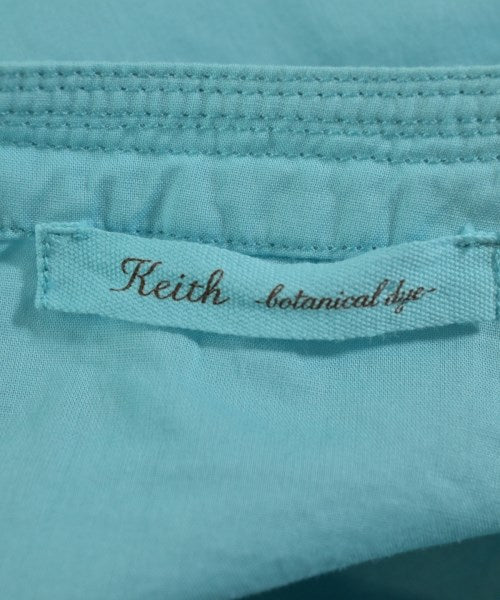 Keith -botanical dye-